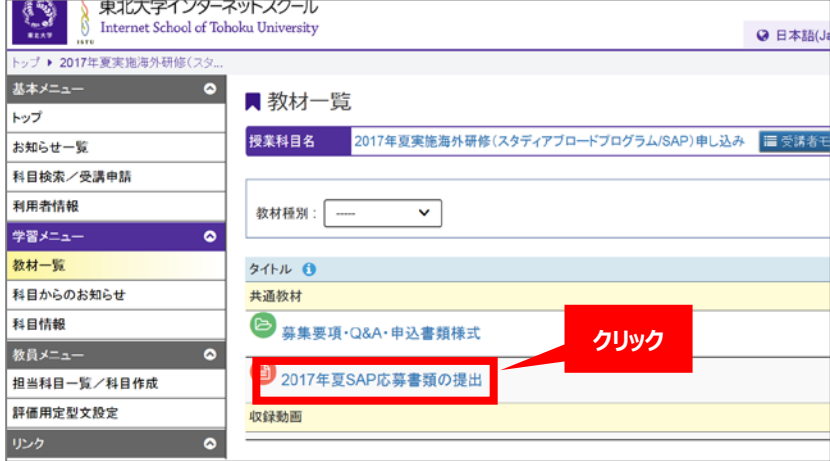 東北大学インターネットスクール
Internet School of Tohoku University
東北大学
ISTU
日本語(Ja
トップ ▶ 2017年夏実施海外研修(スタ...
基本メニュー
トップ
お知らせ一覧
科目検索／受講申請
利用者情報
学習メニュー
教材一覧
科目からのお知らせ
科目情報
教員メニュー
担当科目一覧／科目作成
評価用定型文設定
リンク
教材一覧
授業科目名 2017年夏実施海外研修(スタディアブロードプログラム/SAP)申し込み 受講者モ
教材種別： -----
タイトル
共通教材
募集要項・Q&A・申込書類様式
クリック
2017年夏SAP応募書類の提出
収録動画